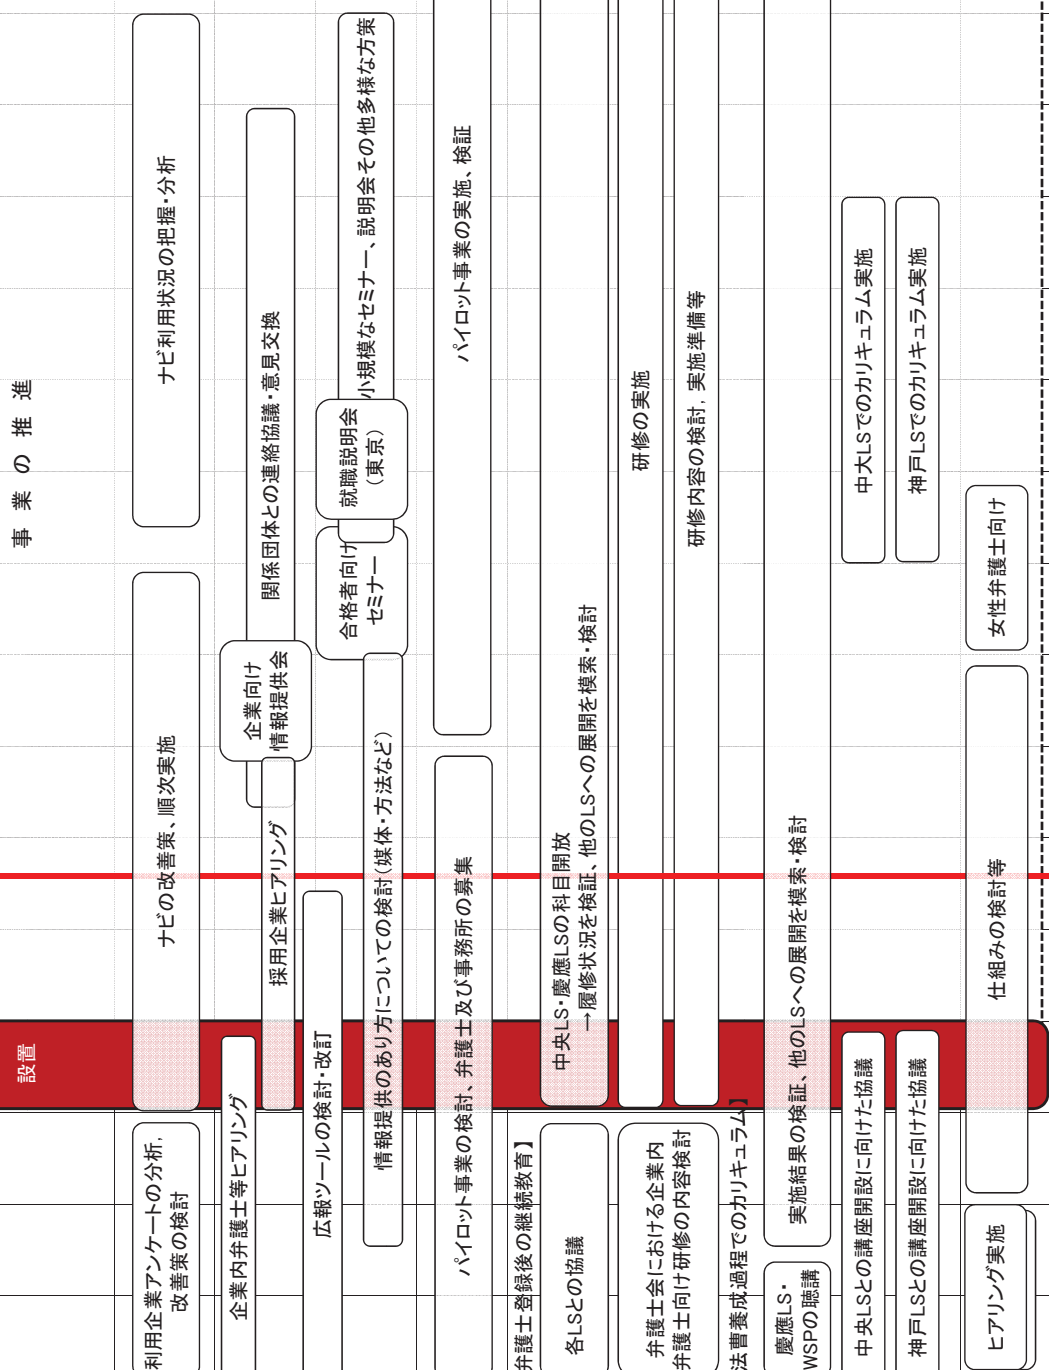 設置
事業の推進
利用企業アンケートの分析,
改善策の検討
ナビの改善策、順次実施
ナビ利用状況の把握・分析
企業内弁護士等ヒアリング
採用企業ヒアリング
企業向け
情報提供会
関係団体との連絡協議・意見交換
広報ツールの検討・改訂
情報提供のあり方についての検討（媒体・方法など）
合格者向け
セミナー
就職説明会
（東京）
小規模なセミナー、説明会その他多様な方策
パイロット事業の検討、弁護士及び事務所の募集
パイロット事業の実施、検証
弁護士登録後の継続教育】
各LSとの協議
中央LS・慶應LSの科目開放
→履修状況を検証、他のLSへの展開を模索・検討
弁護士会における企業内
弁護士向け研修の内容検討
研修の実施
研修内容の検討，実施準備等
法曹養成過程でのカリキュラム】
慶應LS・
WSPの聴講
実施結果の検証、他のLSへの展開を模索・検討
中央LSとの講座開設に向けた協議
中大LSでのカリキュラム実施
神戸LSとの講座開設に向けた協議
神戸LSでのカリキュラム実施
ヒアリング実施
仕組みの検討等
女性弁護士向け